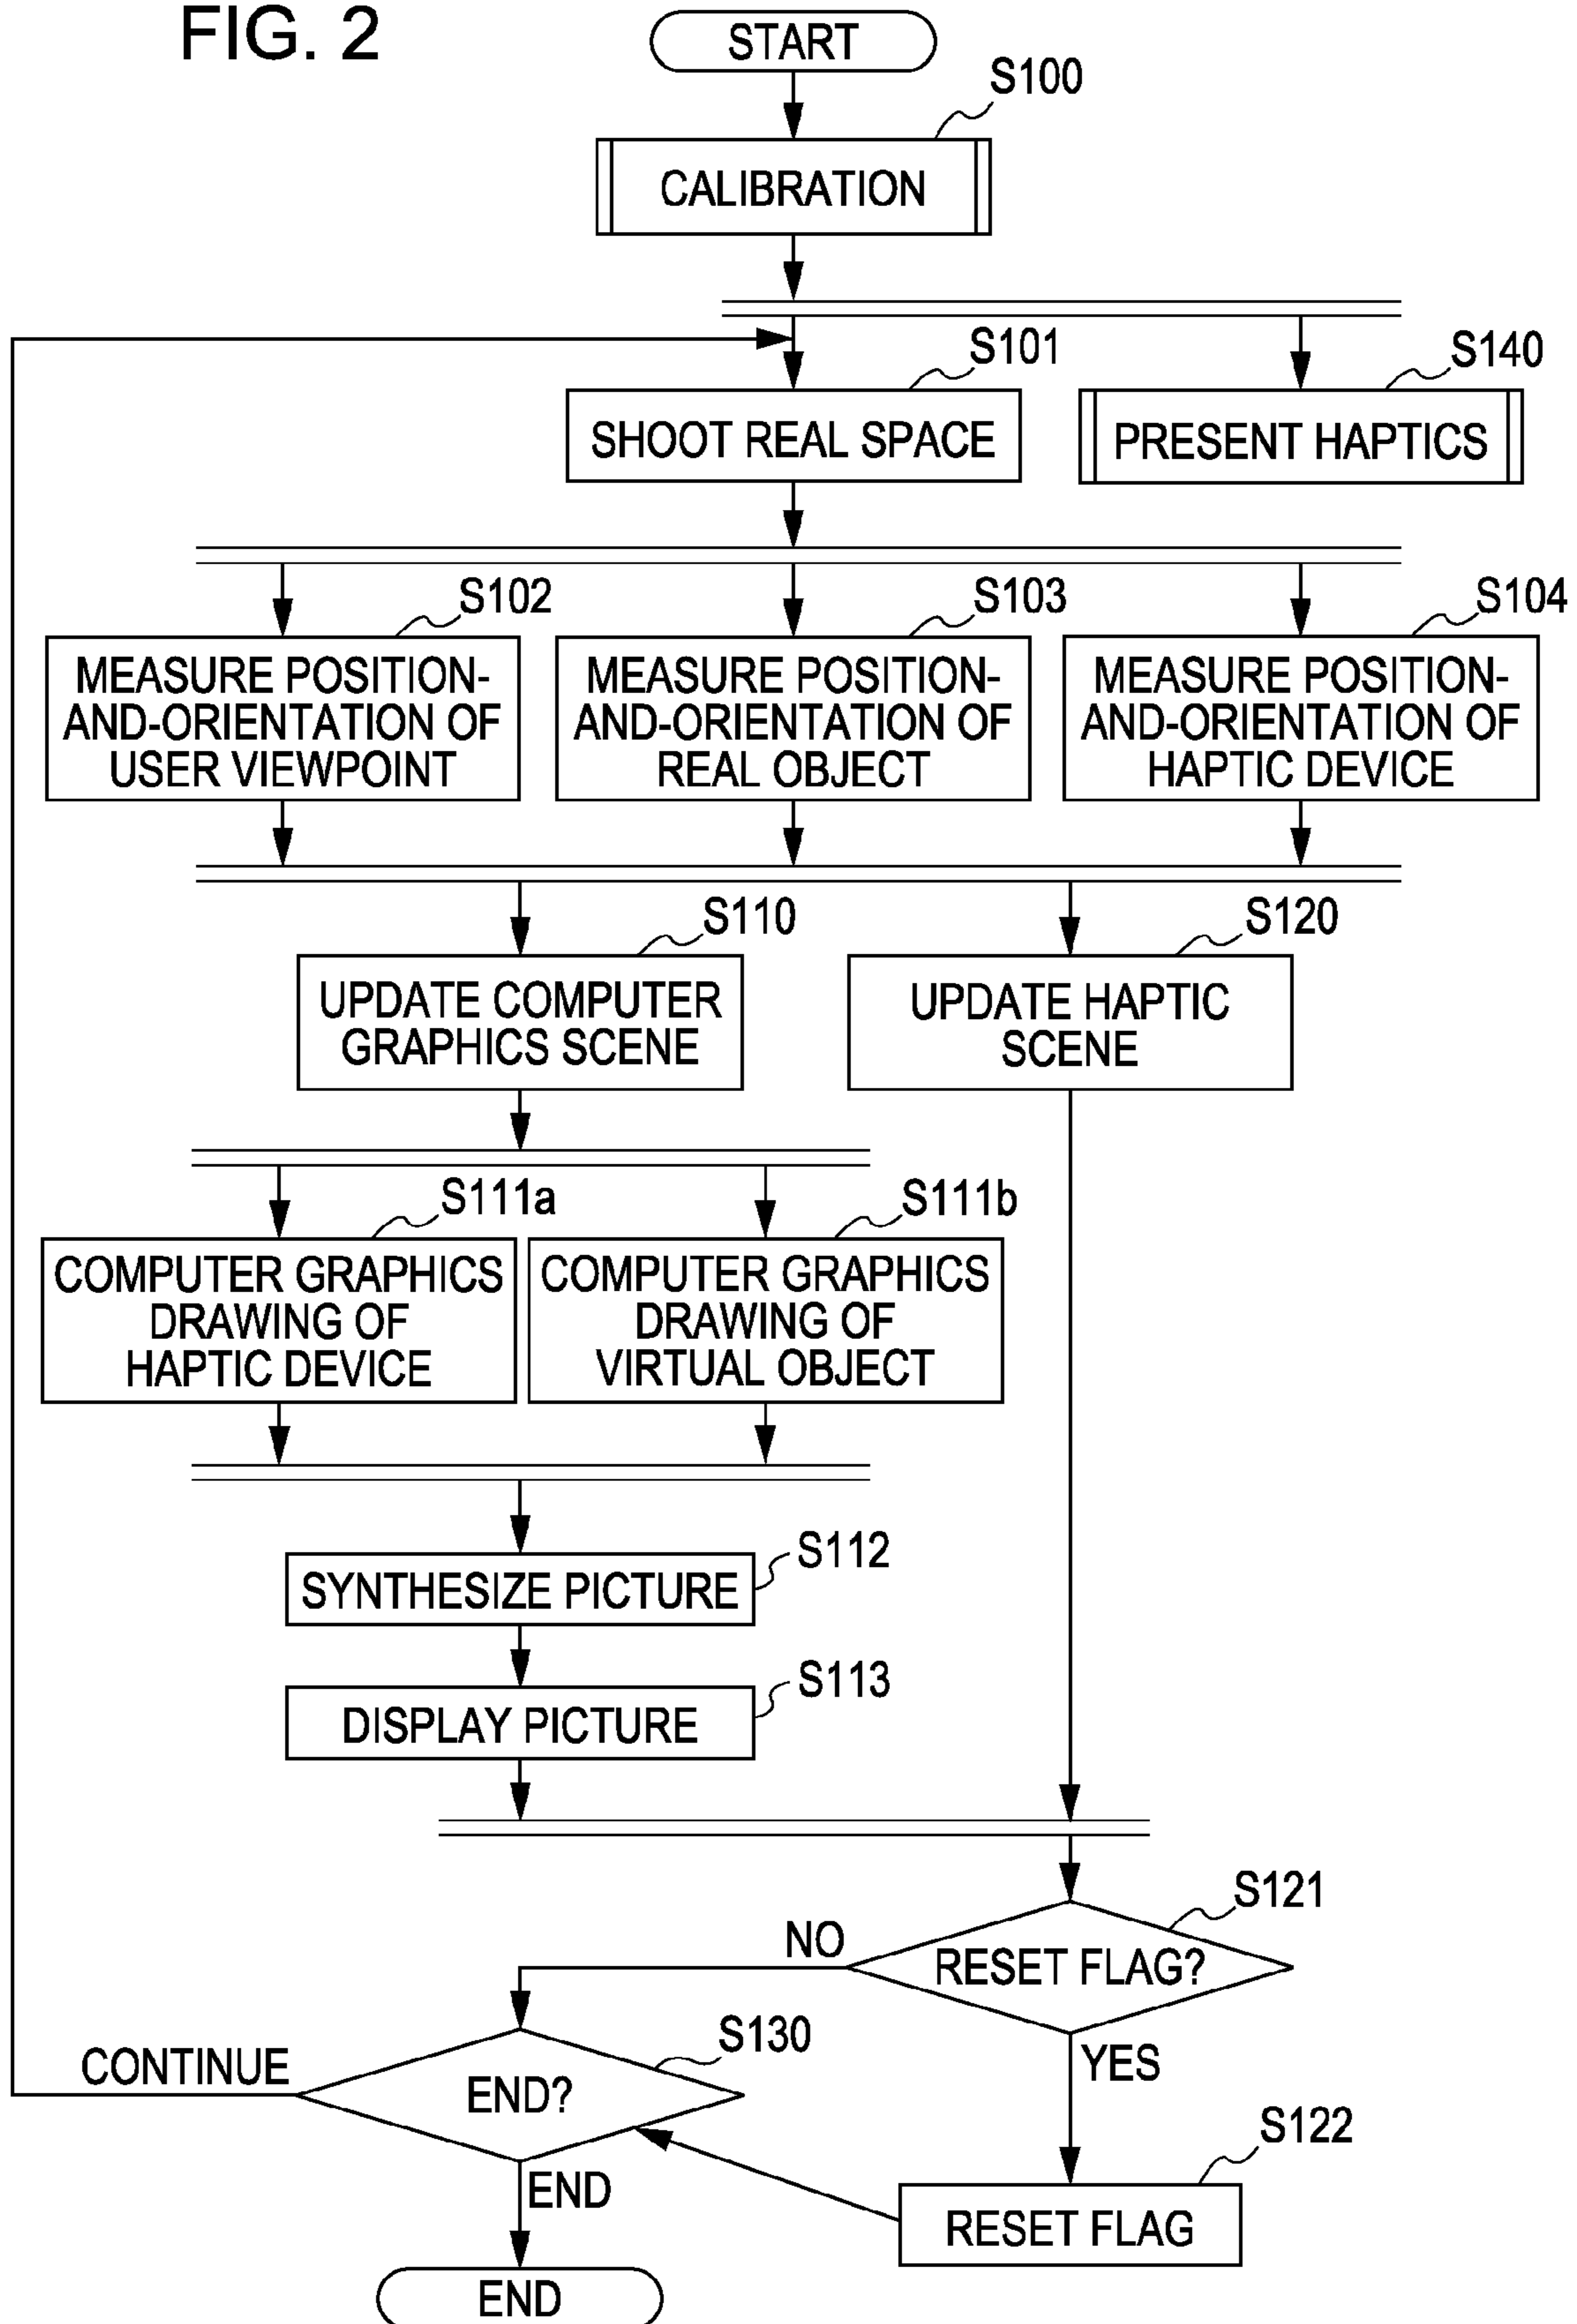 FIG. 2
START
S100
CALIBRATION
S101
S140
SHOOT REAL SPACE
PRESENT HAPTICS
S102
S103
S104
MEASURE POSITION-
AND-ORIENTATION OF
USER VIEWPOINT
MEASURE POSITION-
AND-ORIENTATION OF
REAL OBJECT
MEASURE POSITION-
AND-ORIENTATION OF
HAPTIC DEVICE
S110
S120
UPDATE COMPUTER
GRAPHICS SCENE
UPDATE HAPTIC
SCENE
S111a
S111b
COMPUTER GRAPHICS
DRAWING OF
HAPTIC DEVICE
COMPUTER GRAPHICS
DRAWING OF
VIRTUAL OBJECT
S112
SYNTHESIZE PICTURE
S113
DISPLAY PICTURE
S121
NO
RESET FLAG?
S130
CONTINUE
END?
YES
S122
END
RESET FLAG
END